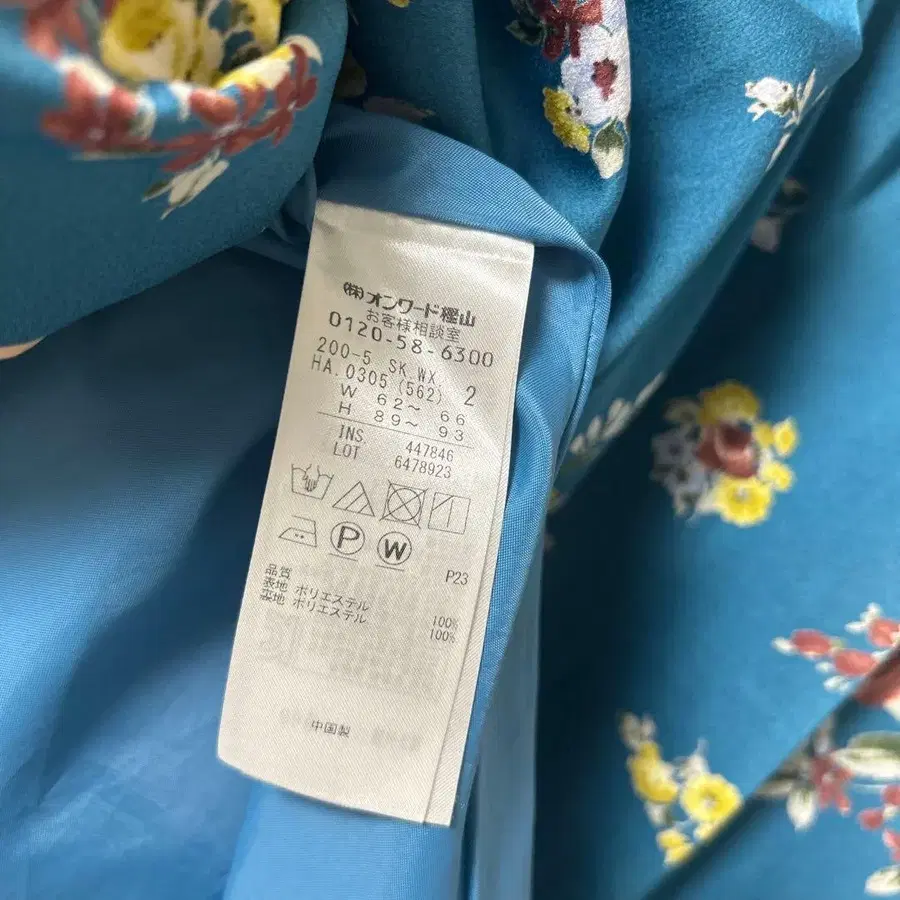 ㈱オンワード樫山
お客様相談室
0120-58-6300
200-5 SK.WX. 2
HA.0305(562)
W 62～ 66
H 89～ 93
INS. 447846
LOT 6478923
P W
P23
品質
表地 ポリエステル 100%
裏地 ポリエステル 100%
中国製